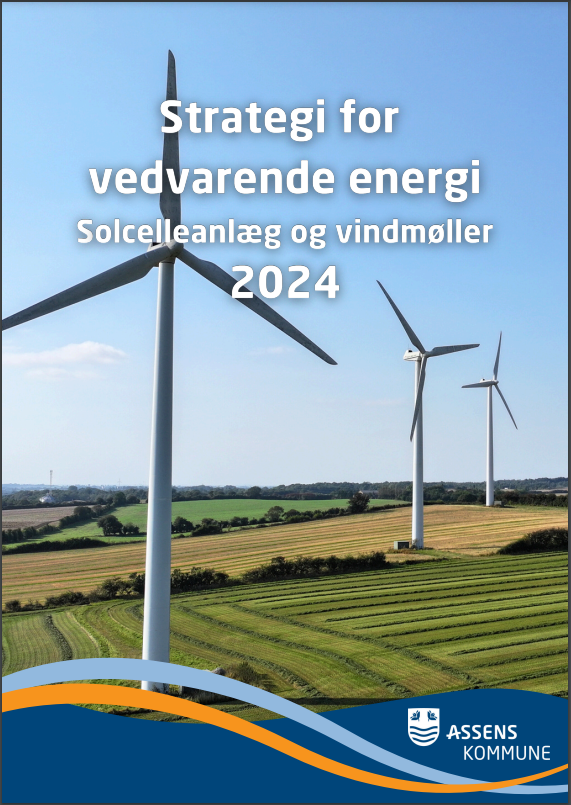 Strategi for
vedvarende energi
Solcelleanlæg og vindmøller
2024
ASSENS
KOMMUNE